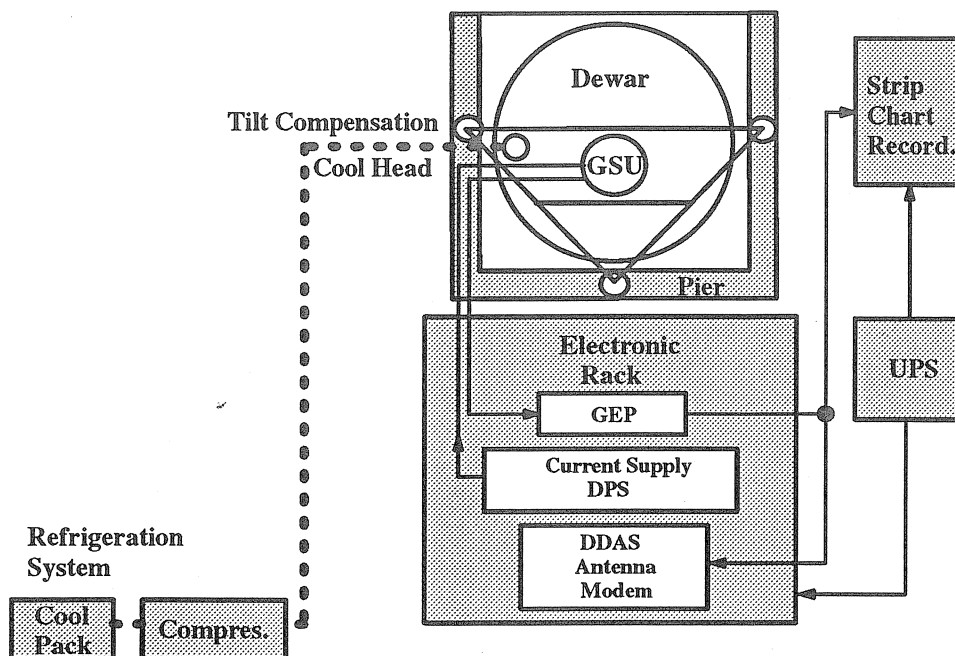 Dewar
Strip
Chart
Record.
Tilt Compensation
Cool Head
GSU
Pier
Electronic
Rack
UPS
GEP
Current Supply
DPS
DDAS
Antenna
Modem
Refrigeration
System
Cool
Pack
Compres.